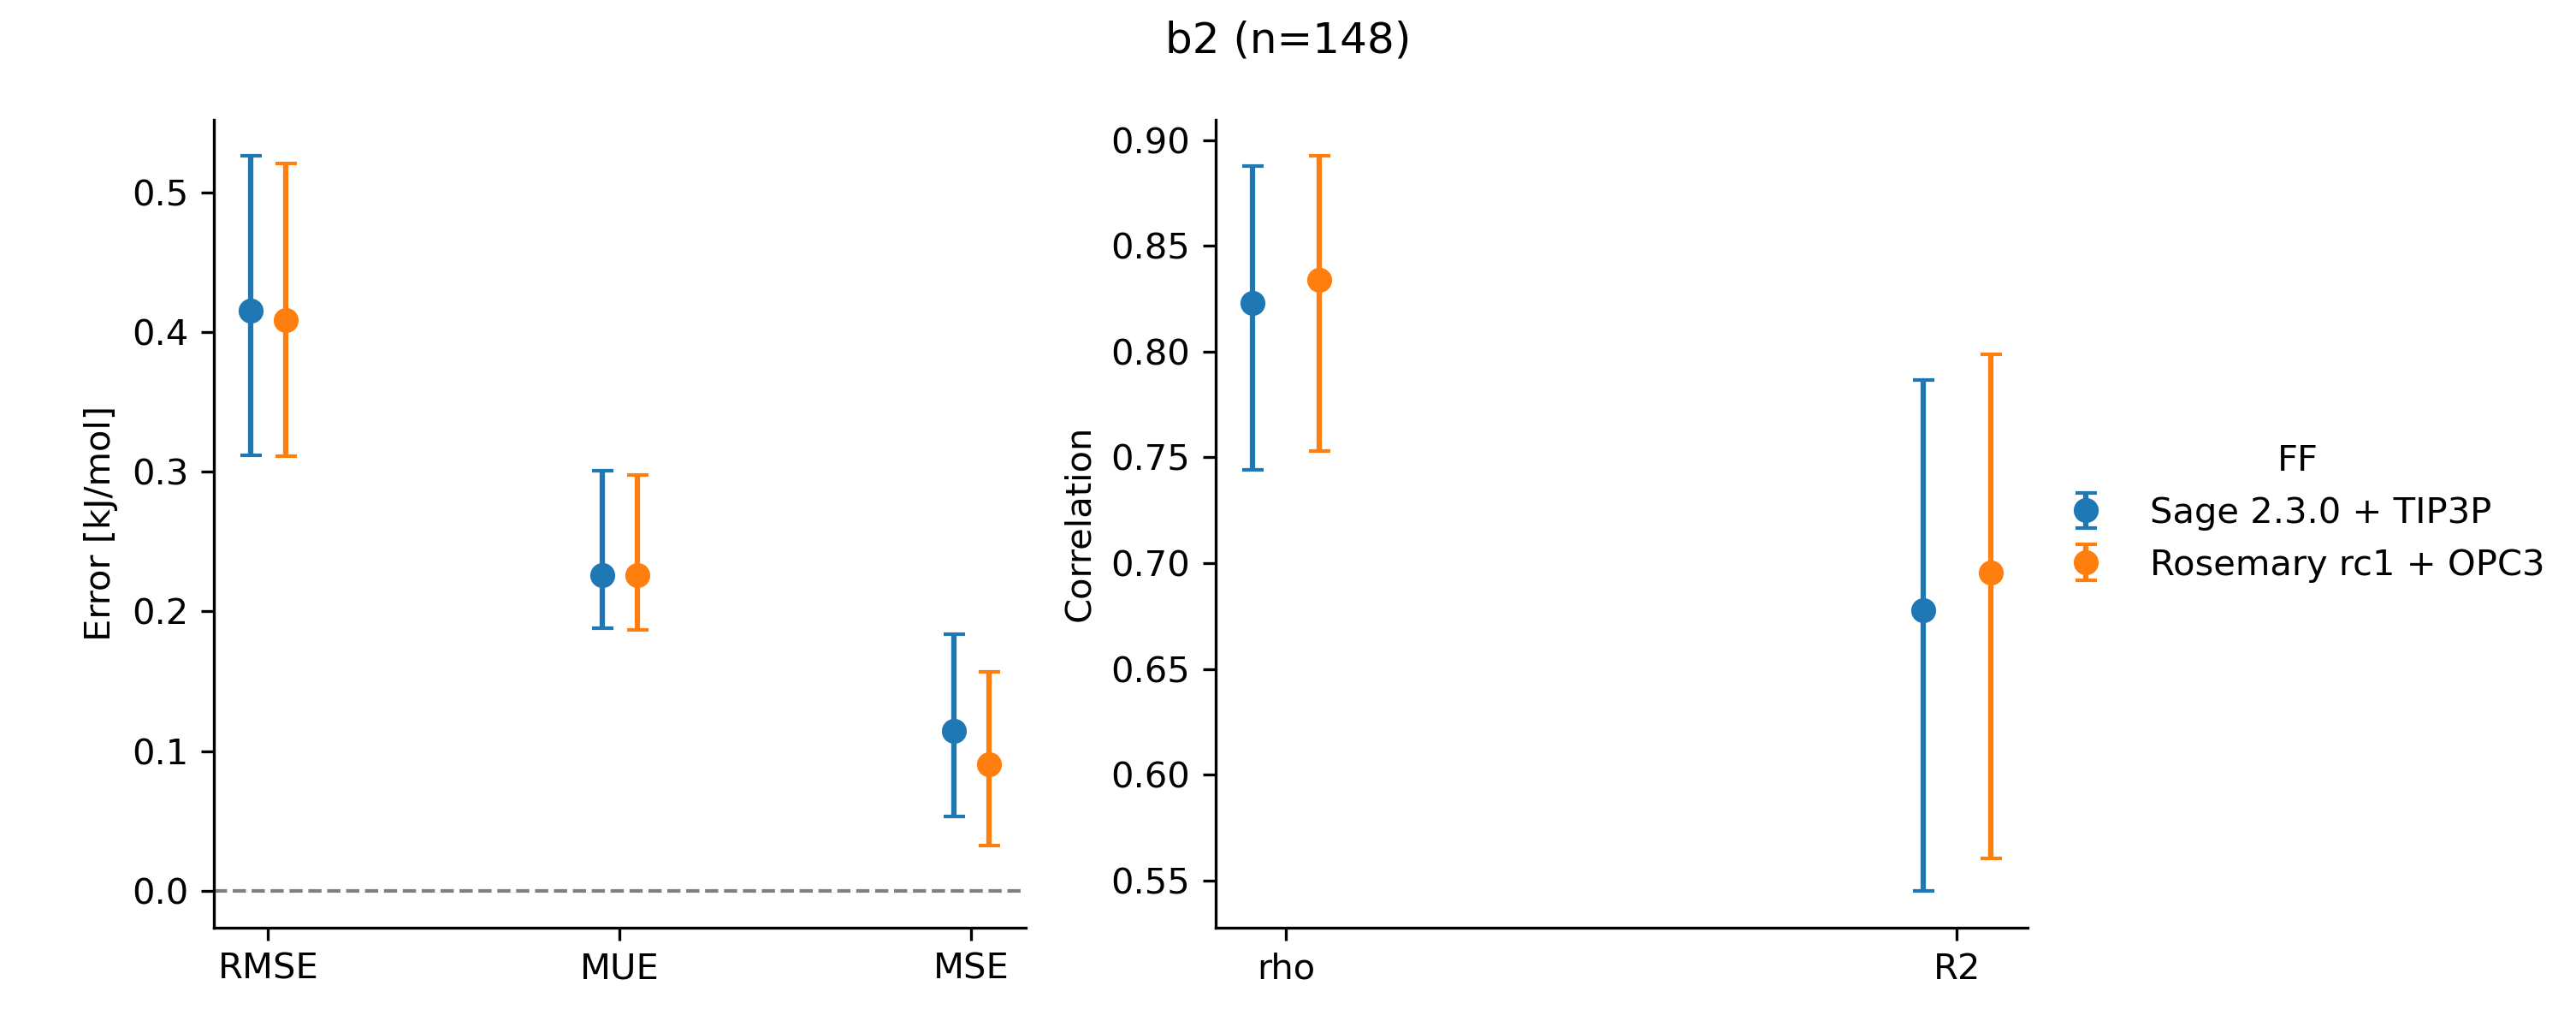 b2 (n=148)
Error [kJ/mol]
0.5
0.4
0.3
0.2
0.1
0.0
RMSE MUE MSE
Correlation
0.90
0.85
0.80
0.75
0.70
0.65
0.60
0.55
rho R2
FF
Sage 2.3.0 + TIP3P
Rosemary rc1 + OPC3